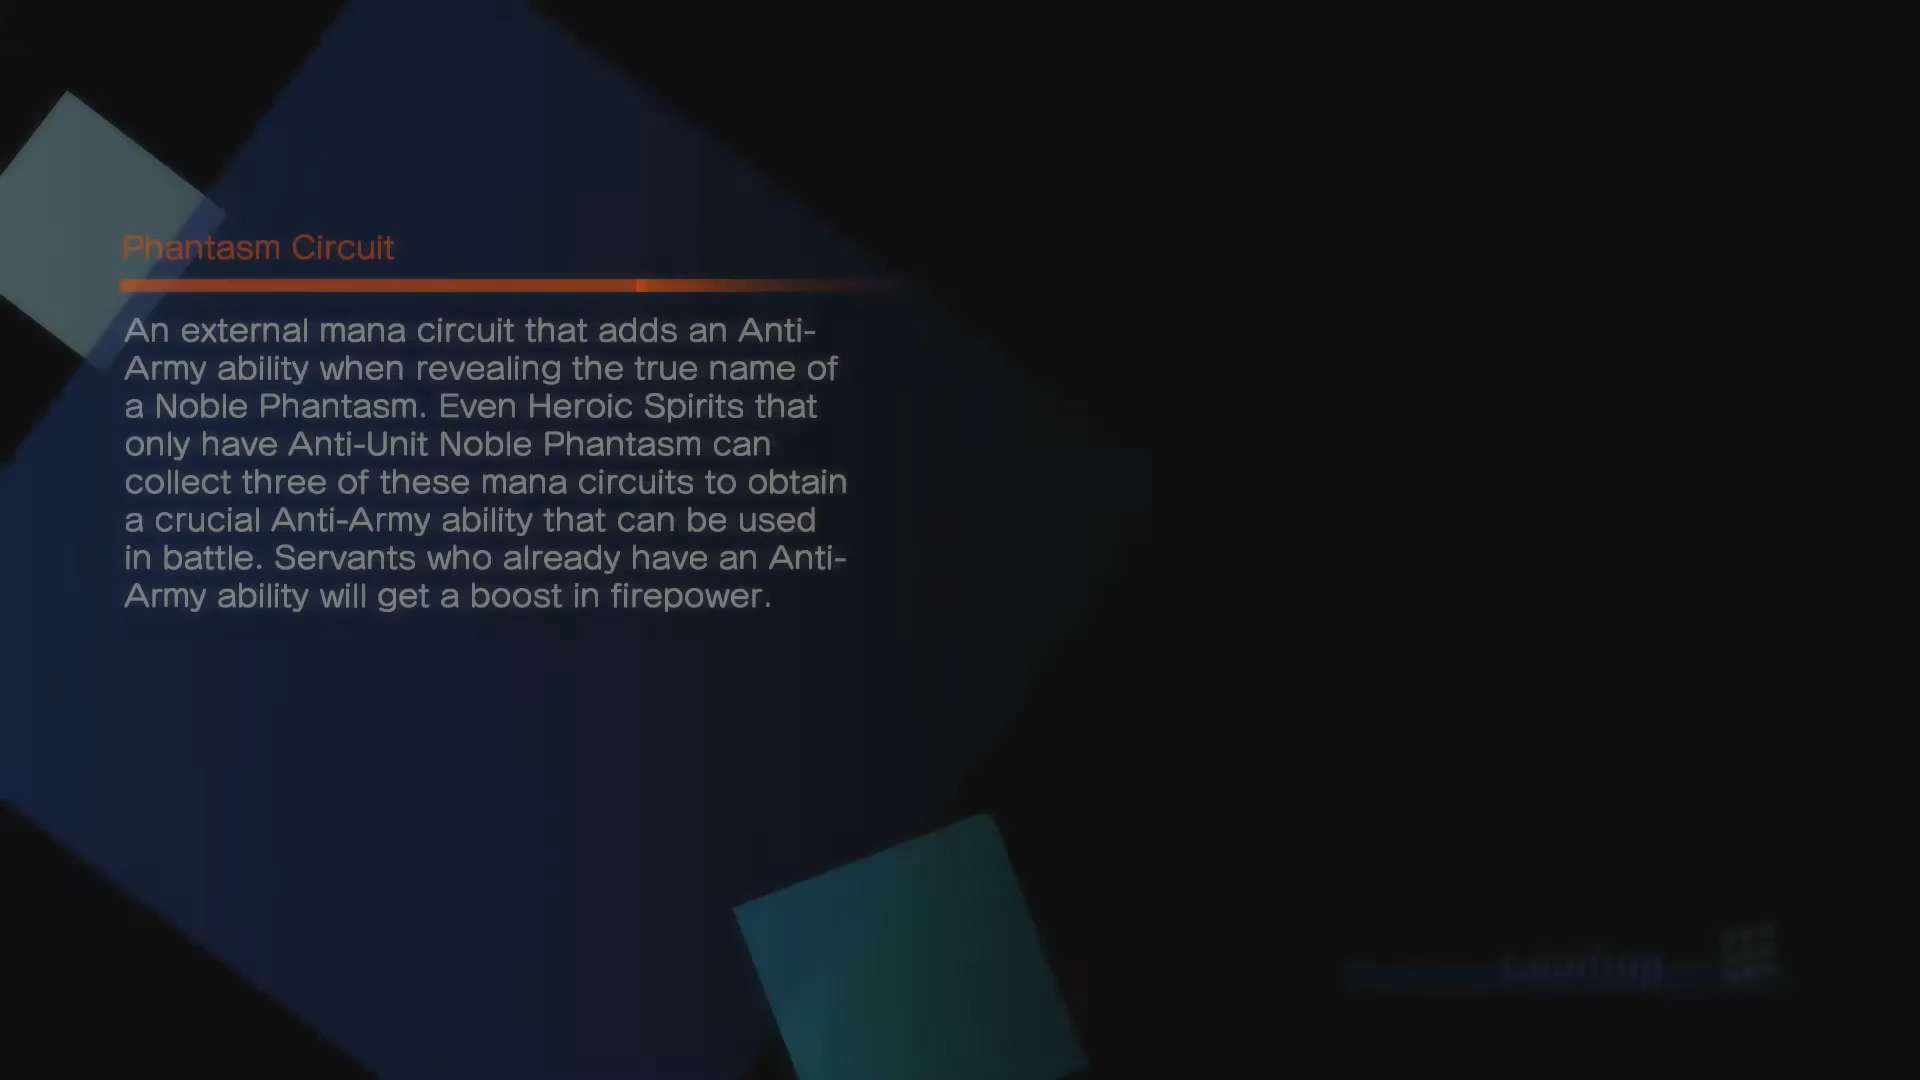 Phantasm Circuit
An external mana circuit that adds an Anti-
Army ability when revealing the true name of
a Noble Phantasm. Even Heroic Spirits that
only have Anti-Unit Noble Phantasm can
collect three of these mana circuits to obtain
a crucial Anti-Army ability that can be used
in battle. Servants who already have an Anti-
Army ability will get a boost in firepower.
Loading